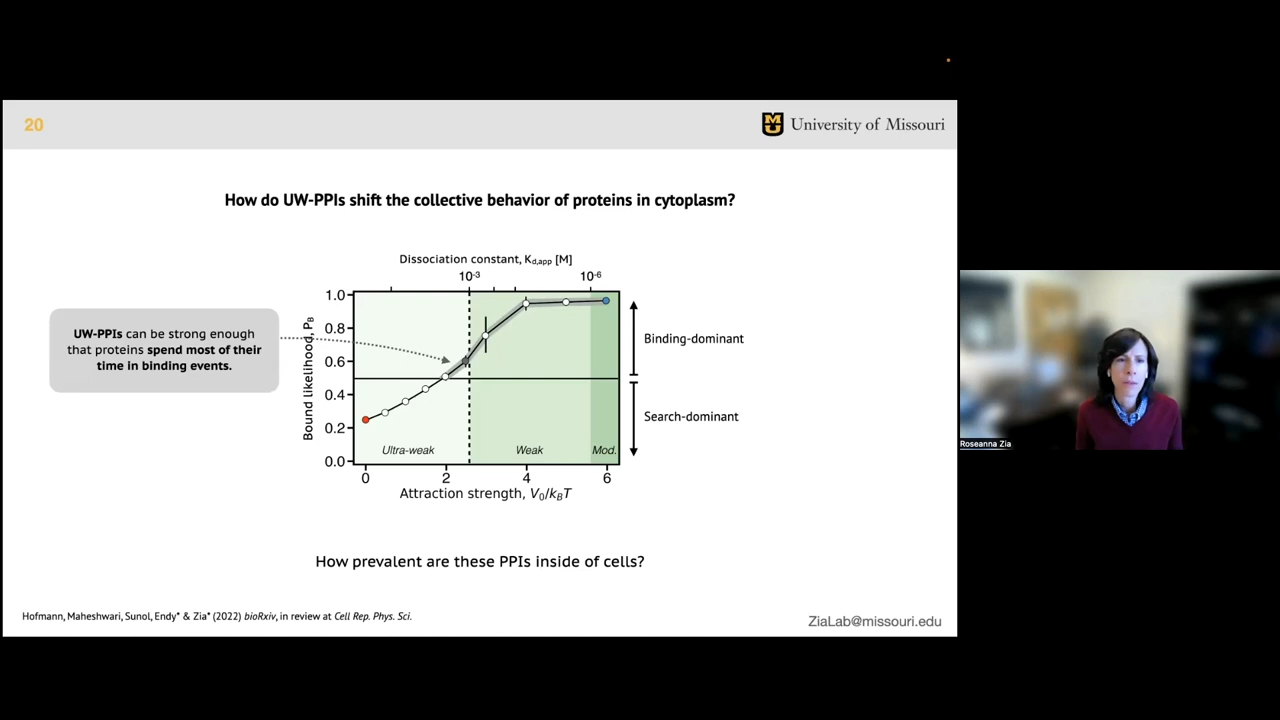 20
University of Missouri
How do UW-PPIs shift the collective behavior of proteins in cytoplasm?
Dissociation constant, Kd,app [M]
10-3 10-6
UW-PPIs can be strong enough
that proteins spend most of their
time in binding events.
Bound likelihood, PB
1.0
0.8
0.6
0.4
0.2
0.0
Ultra-weak Weak Mod.
0 2 4 6
Attraction strength, V0/kBT
Binding-dominant
Search-dominant
How prevalent are these PPIs inside of cells?
Hofmann, Maheshwari, Sunol, Endy* & Zia* (2022) bioRxiv, in review at Cell Rep. Phys. Sci.
ZiaLab@missouri.edu
Roseanna Zia